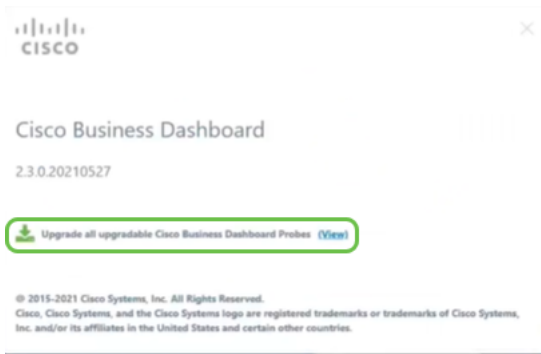 CISCO
Cisco Business Dashboard
2.3.0.20210527
Upgrade all upgradable Cisco Business Dashboard Probes (View)
© 2015-2021 Cisco Systems, Inc. All Rights Reserved.
Cisco, Cisco Systems, and the Cisco Systems logo are registered trademarks or trademarks of Cisco Systems,
Inc. and/or its affiliates in the United States and certain other countries.